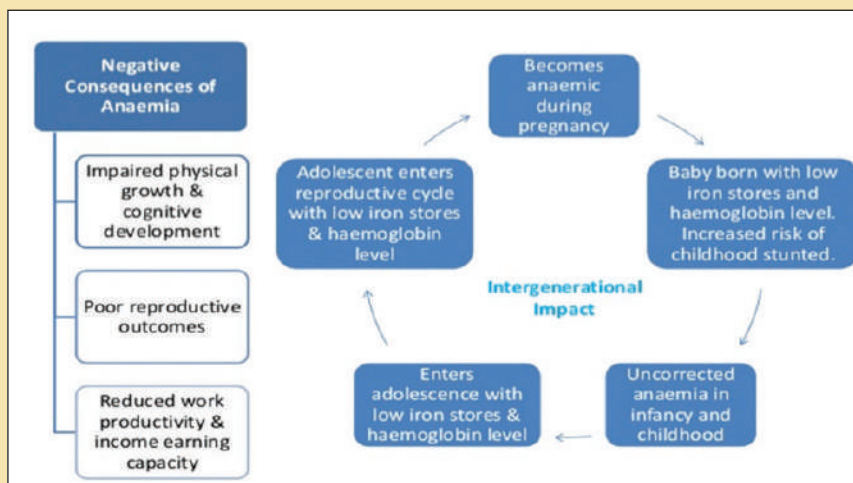 Negative
Consequences of
Anaemia
Impaired physical
growth &
cognitive
development
Poor reproductive
outcomes
Reduced work
productivity &
income earning
capacity
Becomes
anaemic
during
pregnancy
Baby born with low
iron stores and
haemoglobin level.
Increased risk of
childhood stunted.
Uncorrected
anaemia in
infancy and
childhood
Enters
adolescence with
low iron stores &
haemoglobin level
Adolescent enters
reproductive cycle
with low iron stores
& haemoglobin
level
Intergenerational
Impact